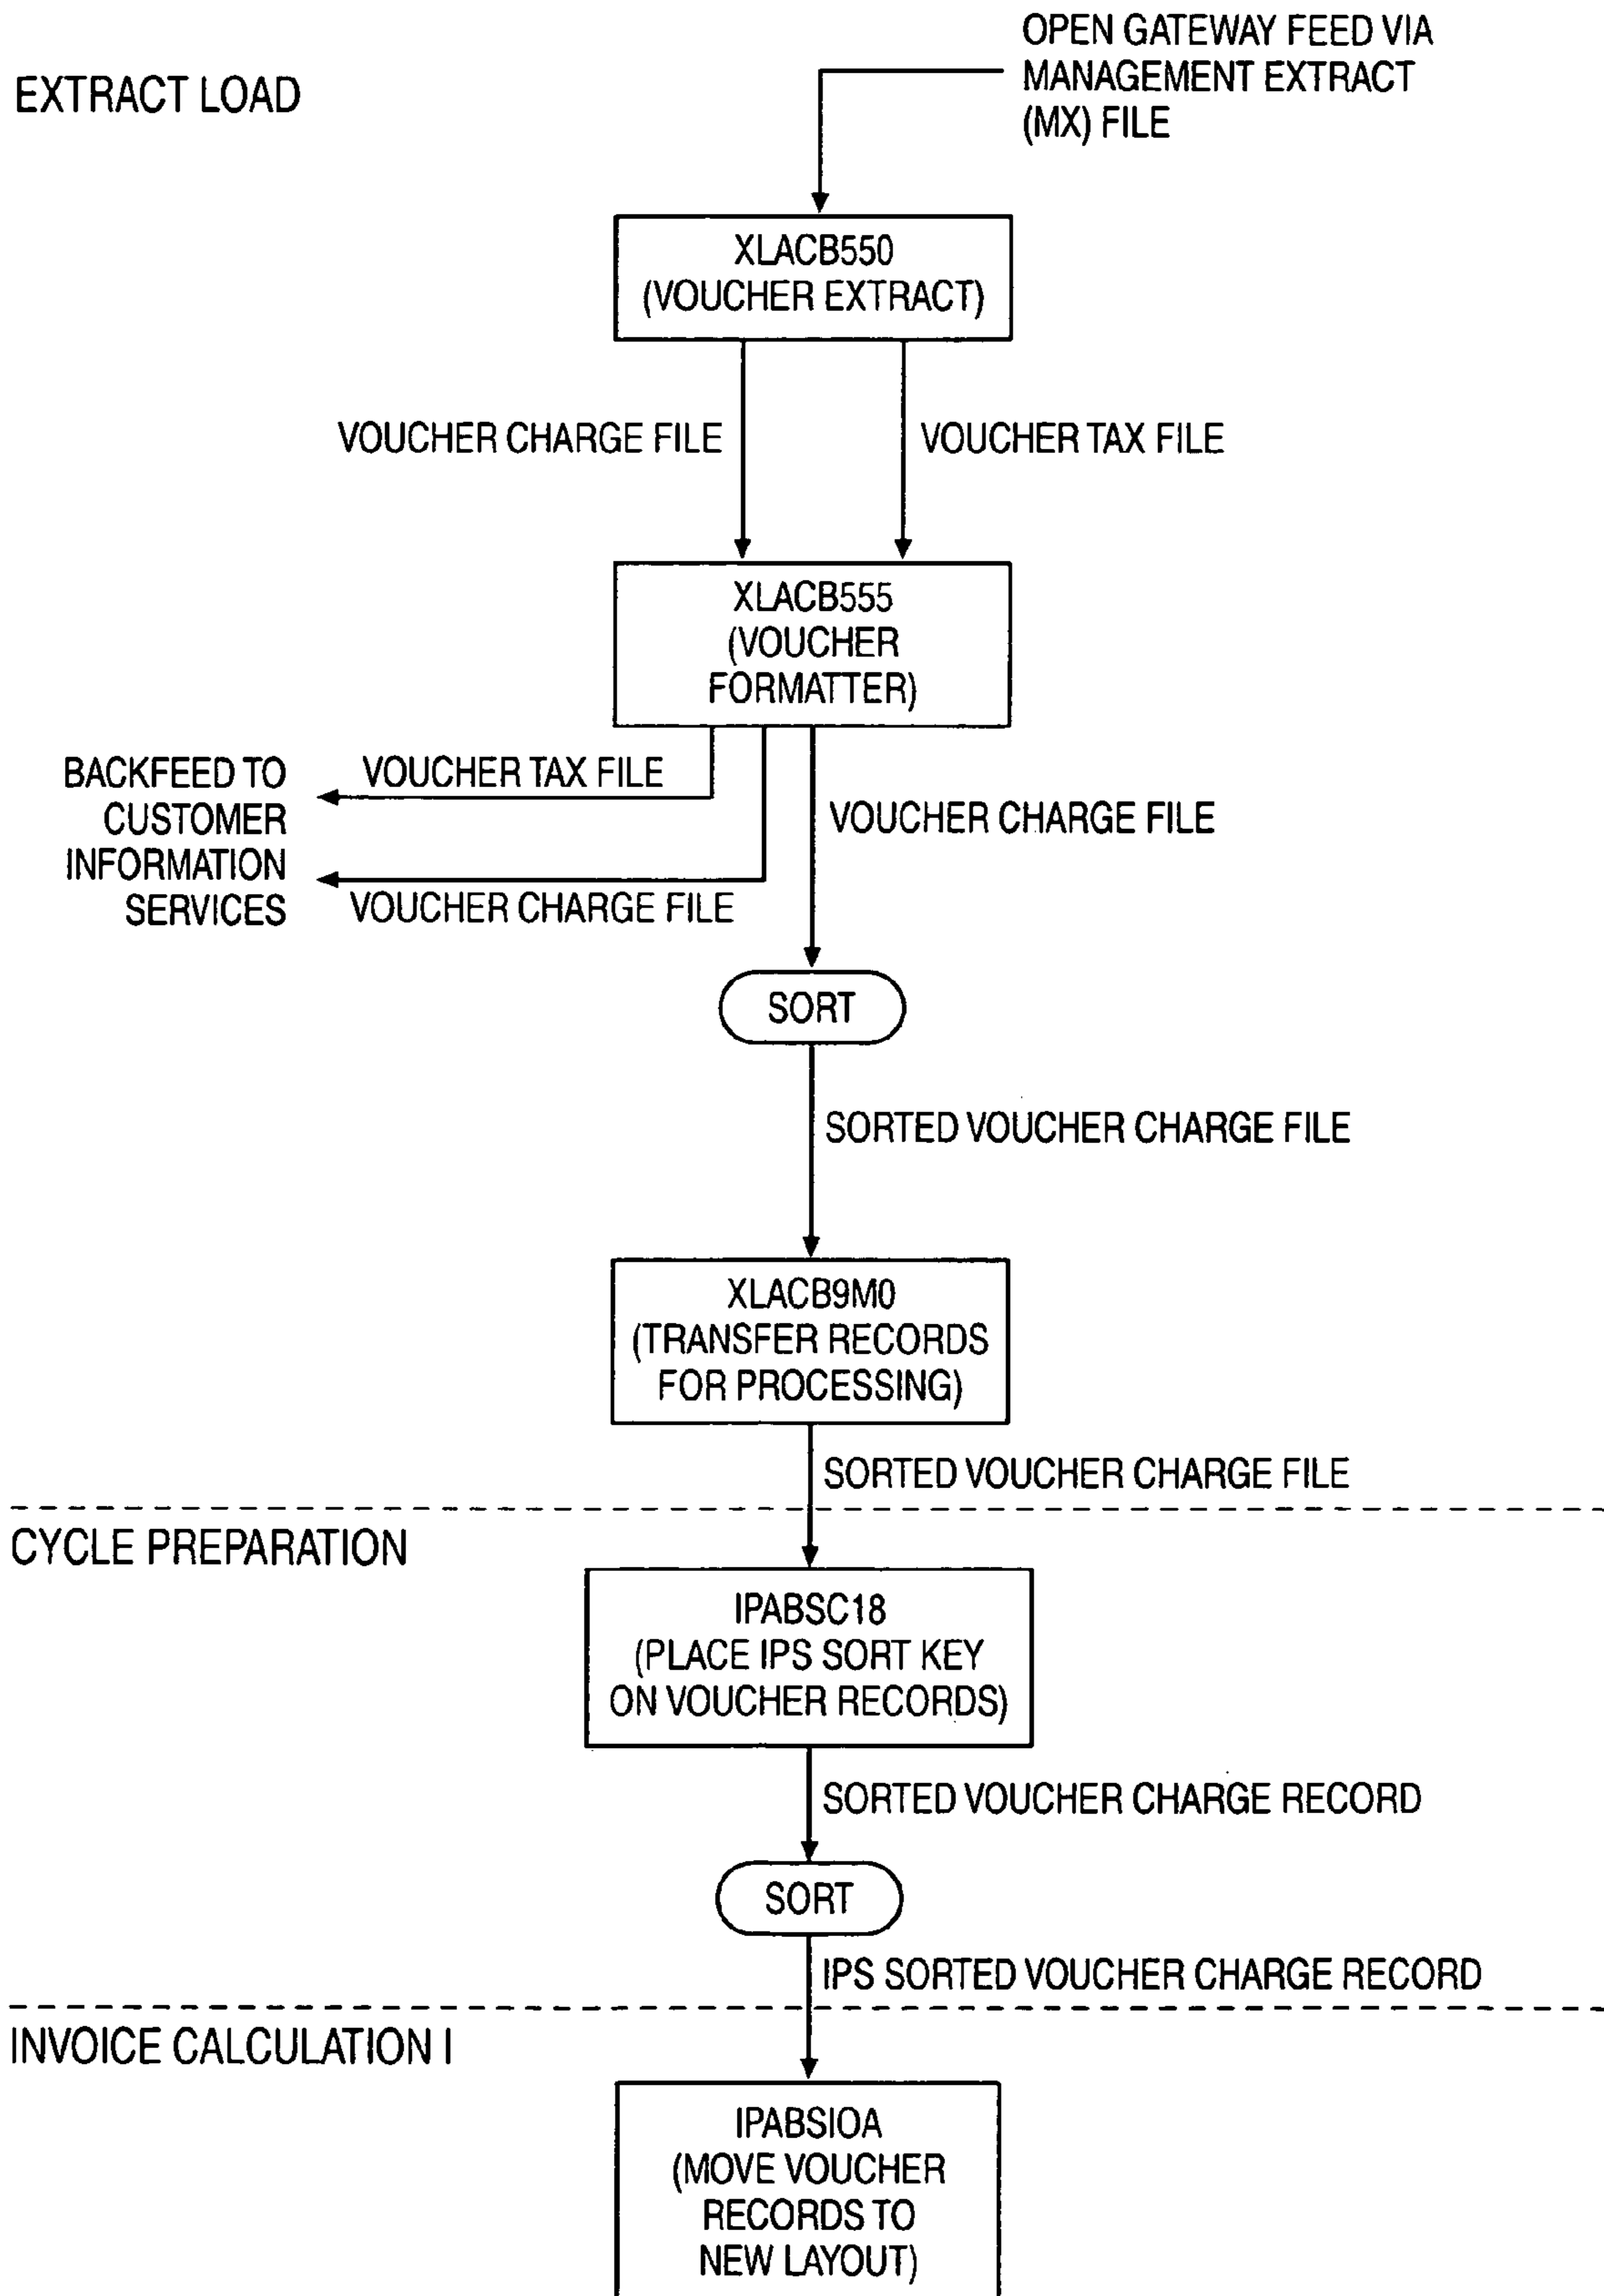 OPEN GATEWAY FEED VIA
MANAGEMENT EXTRACT
(MX) FILE
EXTRACT LOAD
XLACB550
(VOUCHER EXTRACT)
VOUCHER CHARGE FILE
VOUCHER TAX FILE
XLACB555
(VOUCHER
FORMATTER)
BACKFEED TO
CUSTOMER
INFORMATION
SERVICES
VOUCHER TAX FILE
VOUCHER CHARGE FILE
VOUCHER CHARGE FILE
SORT
SORTED VOUCHER CHARGE FILE
XLACB9M0
(TRANSFER RECORDS
FOR PROCESSING)
SORTED VOUCHER CHARGE FILE
CYCLE PREPARATION
IPABSC18
(PLACE IPS SORT KEY
ON VOUCHER RECORDS)
SORTED VOUCHER CHARGE RECORD
SORT
IPS SORTED VOUCHER CHARGE RECORD
INVOICE CALCULATION I
IPABSIOA
(MOVE VOUCHER
RECORDS TO
NEW LAYOUT)